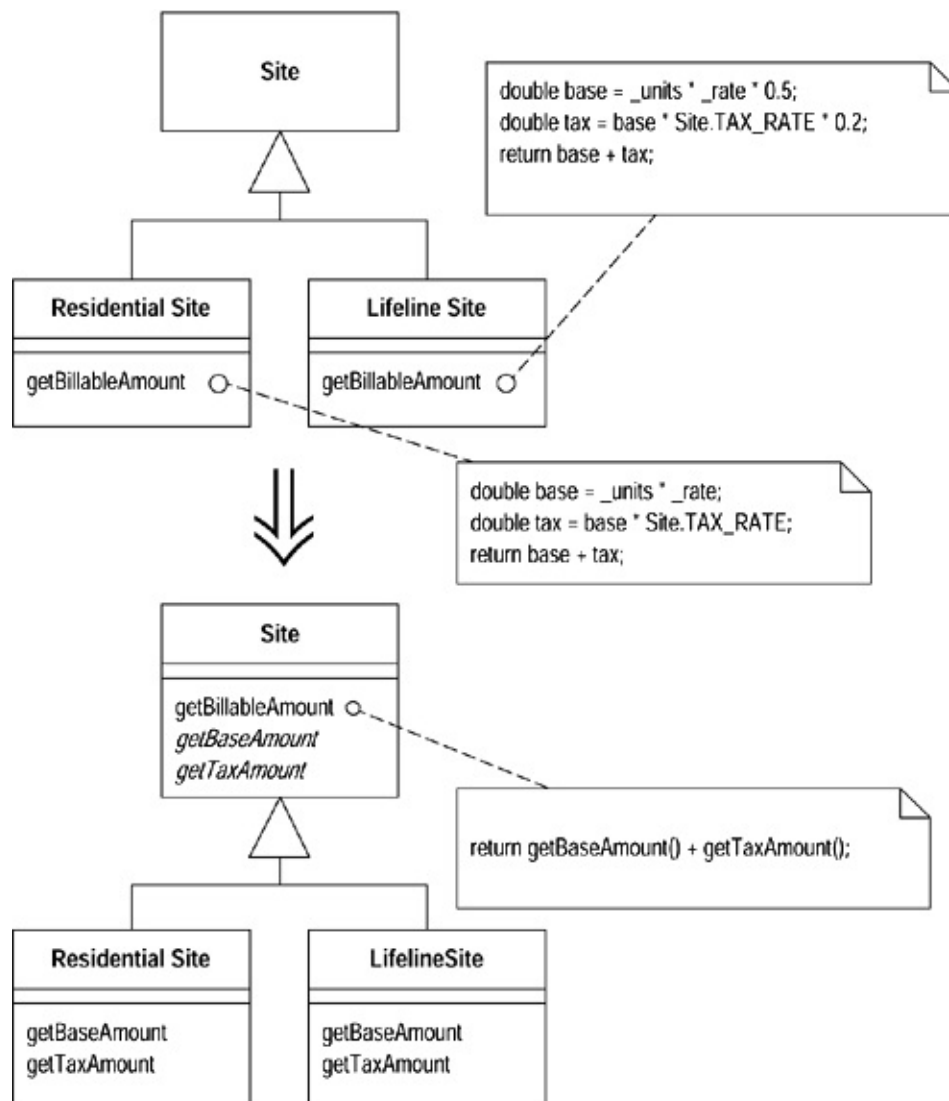 Site
double base = _units * _rate * 0.5;
double tax = base * Site.TAX_RATE * 0.2;
return base + tax;
Residential Site
Lifeline Site
getBillableAmount
getBillableAmount
double base = _units * _rate;
double tax = base * Site.TAX_RATE;
return base + tax;
Site
getBillableAmount
getBaseAmount
getTaxAmount
return getBaseAmount() + getTaxAmount();
Residential Site
LifelineSite
getBaseAmount
getTaxAmount
getBaseAmount
getTaxAmount